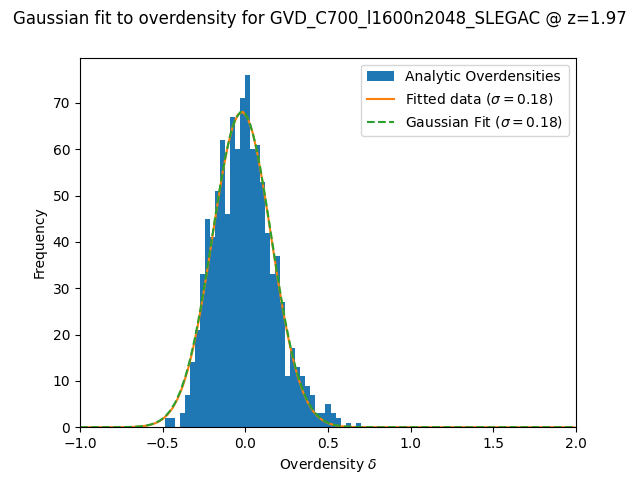 Gaussian fit to overdensity for GVD_C700_l1600n2048_SLEGAC @ z=1.97
Analytic Overdensities
Fitted data (σ = 0.18)
Gaussian Fit (σ = 0.18)
Frequency
70
60
50
40
30
20
10
0
−1.0 −0.5 0.0 0.5 1.0 1.5 2.0
Overdensity δ